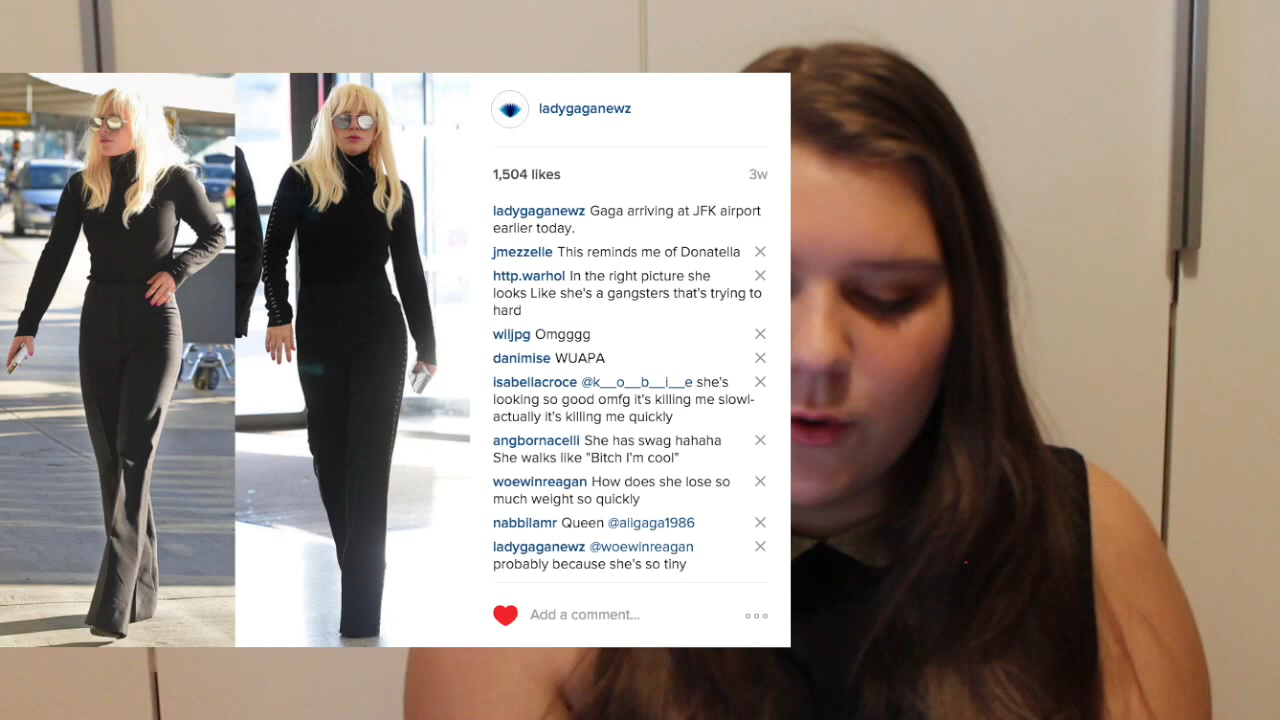 ladygaganewz
1,504 likes 3w
ladygaganewz Gaga arriving at JFK airport
earlier today.
jmezzelle This reminds me of Donatella
http.warhol In the right picture she
looks Like she's a gangsters that's trying to
hard
wiljpg Omgggg
danimise WUAPA
isabellacroce @k__o__b__i__e she's
looking so good omfg it's killing me slowl-
actually it's killing me quickly
angbornacelli She has swag hahaha
She walks like "Bitch I'm cool"
woewinreagan How does she lose so
much weight so quickly
nabbilamr Queen @aligaga1986
ladygaganewz @woewinreagan
probably because she's so tiny
Add a comment...